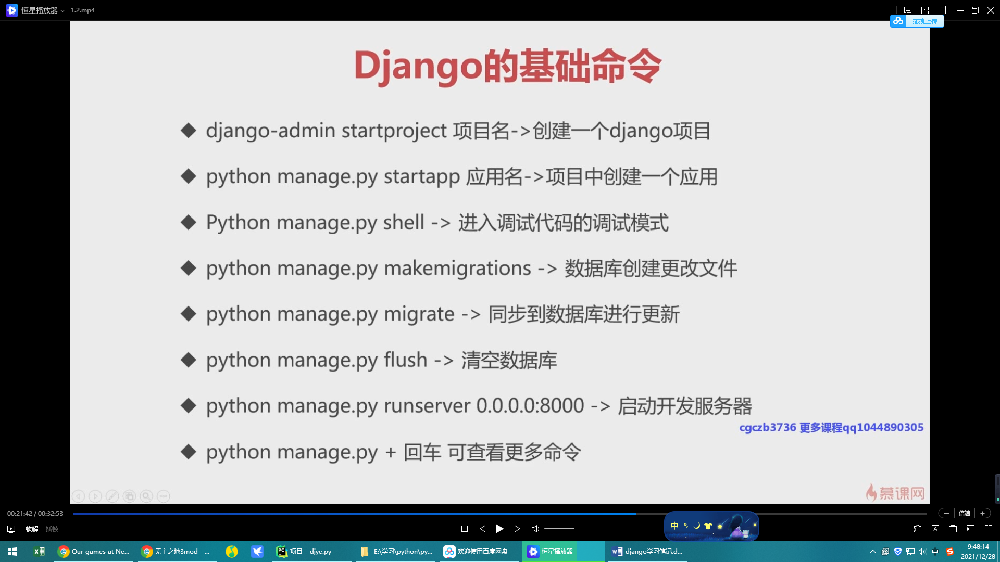 恒星播放器
1.2.mp4
拖拽上传
Django的基础命令
django-admin startproject 项目名->创建一个django项目
python manage.py startapp 应用名->项目中创建一个应用
Python manage.py shell -> 进入调试代码的调试模式
python manage.py makemigrations -> 数据库创建更改文件
python manage.py migrate -> 同步到数据库进行更新
python manage.py flush -> 清空数据库
python manage.py runserver 0.0.0.0:8000 -> 启动开发服务器
cgczb3736 更多课程qq1044890305
python manage.py + 回车 可查看更多命令
慕课网
00:21:42 / 00:32:53
倍速
软解 插帧
中
Our games at Ne...
无主之地3mod _ ...
项目 – djye.py
E:\学习\python\py...
欢迎使用百度网盘
恒星播放器
django学习笔记.d...
中
9:48:14
2021/12/28